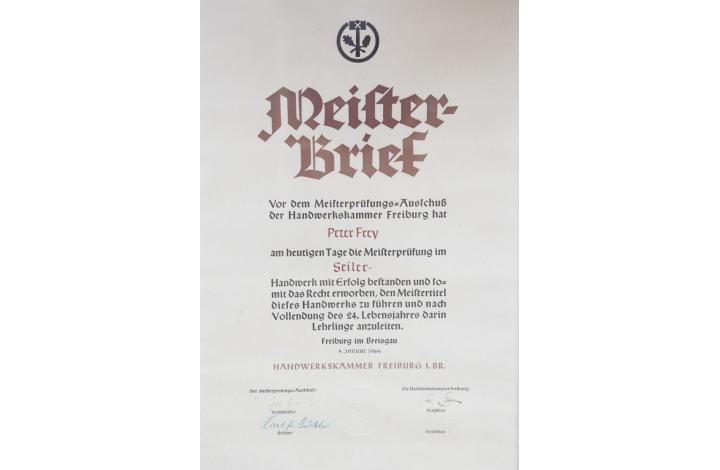 Meiſter-
Brief
Vor dem Meiſterprüfungs=Ausſchuß
der Handwerkskammer Freiburg hat
Peter Frey
am heutigen Tage die Meiſterprüfung im
Seiler-
Handwerk mit Erfolg beſtanden und ſo=
mit das Recht erworben, den Meiſtertitel
dieſes Handwerks zu führen und nach
Vollendung des 24. Lebensjahres darin
Lehrlinge anzuleiten.
Freiburg im Breisgau
HANDWERKSKAMMER FREIBURG I. BR.
Der Meiſterprüfungs=Ausſchuß:
Die Handwerkskammer Freiburg:
Vorſitzender
Präſident
Beiſitzer